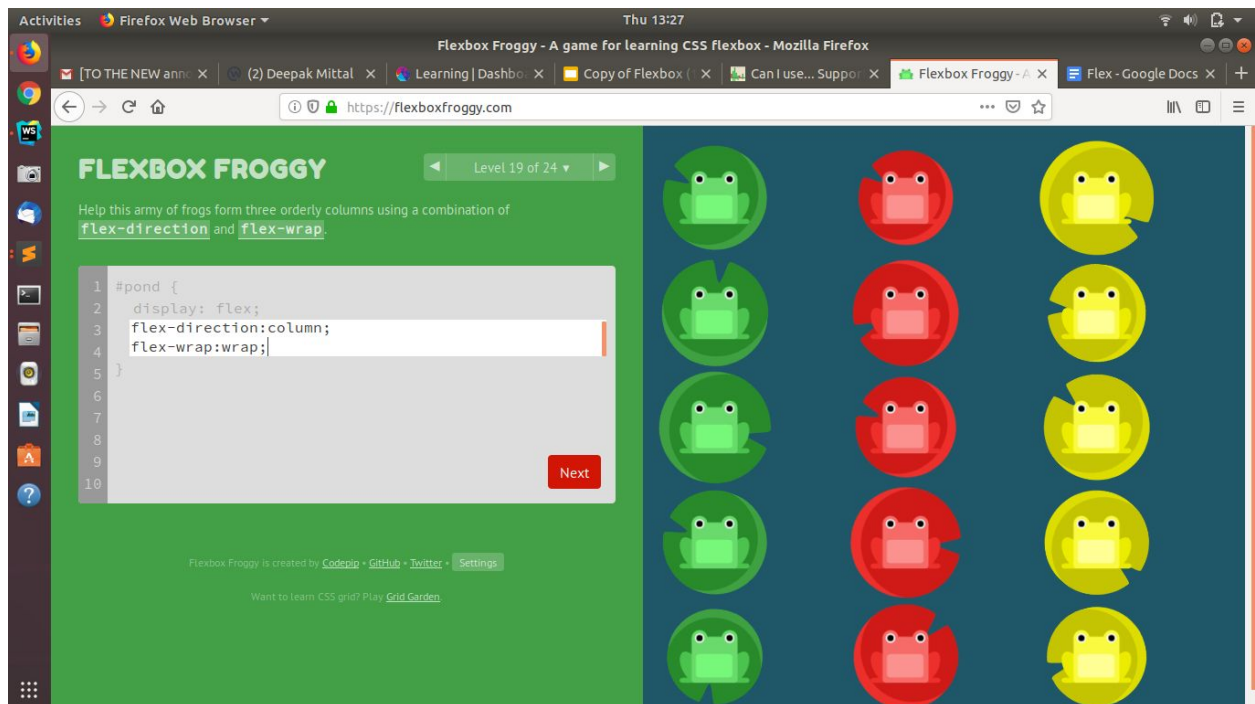 Activities Firefox Web Browser ▾ Thu 13:27
Flexbox Froggy - A game for learning CSS flexbox - Mozilla Firefox
[TO THE NEW anno × (2) Deepak Mittal × Learning | Dashbo × Copy of Flexbox ( × Can I use... Suppor × Flexbox Froggy - A × Flex - Google Docs × +
https://flexboxfroggy.com
FLEXBOX FROGGY
◀ Level 19 of 24 ▾ ▶
Help this army of frogs form three orderly columns using a combination of
flex-direction and flex-wrap.
1 #pond {
2 display: flex;
3 flex-direction:column;
4 flex-wrap:wrap;
5 }
6
7
8
9
10
Next
Flexbox Froggy is created by Codepip • GitHub • Twitter • Settings
Want to learn CSS grid? Play Grid Garden.
WS
A
?